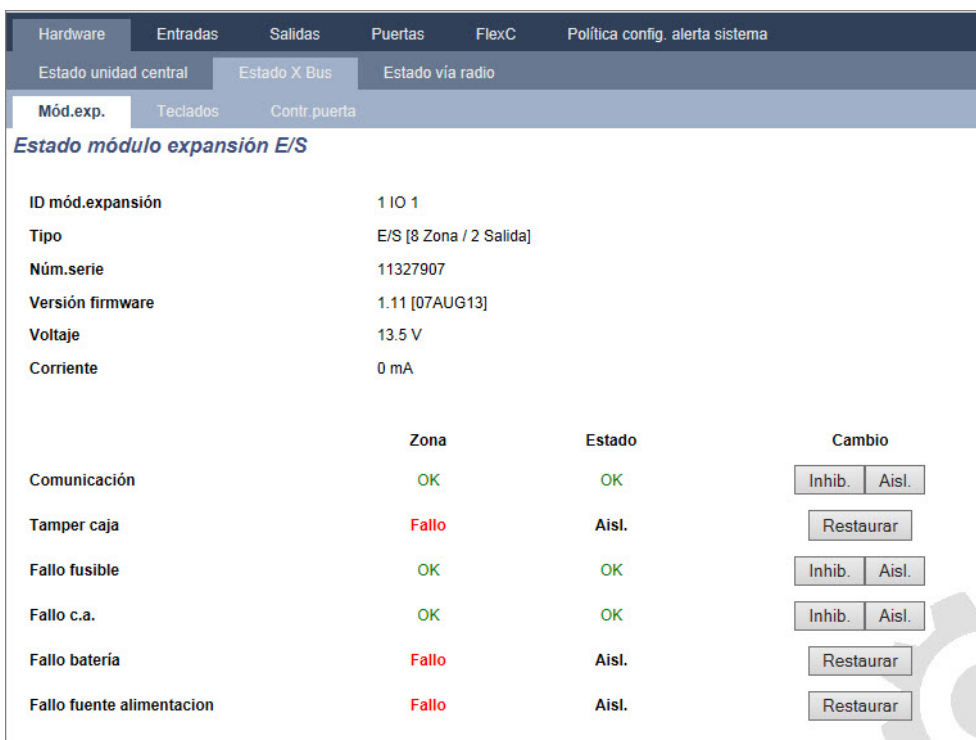 Hardware Entradas Salidas Puertas FlexC Política config. alerta sistema
Estado unidad central Estado X Bus Estado vía radio
Mód.exp. Teclados Contr.puerta
Estado módulo expansión E/S
ID mód.expansión 1 IO 1
Tipo E/S [8 Zona / 2 Salida]
Núm.serie 11327907
Versión firmware 1.11 [07AUG13]
Voltaje 13.5 V
Corriente 0 mA
Zona Estado Cambio
Comunicación OK OK Inhib. Aisl.
Tamper caja Fallo Aisl. Restaurar
Fallo fusible OK OK Inhib. Aisl.
Fallo c.a. OK OK Inhib. Aisl.
Fallo batería Fallo Aisl. Restaurar
Fallo fuente alimentacion Fallo Aisl. Restaurar